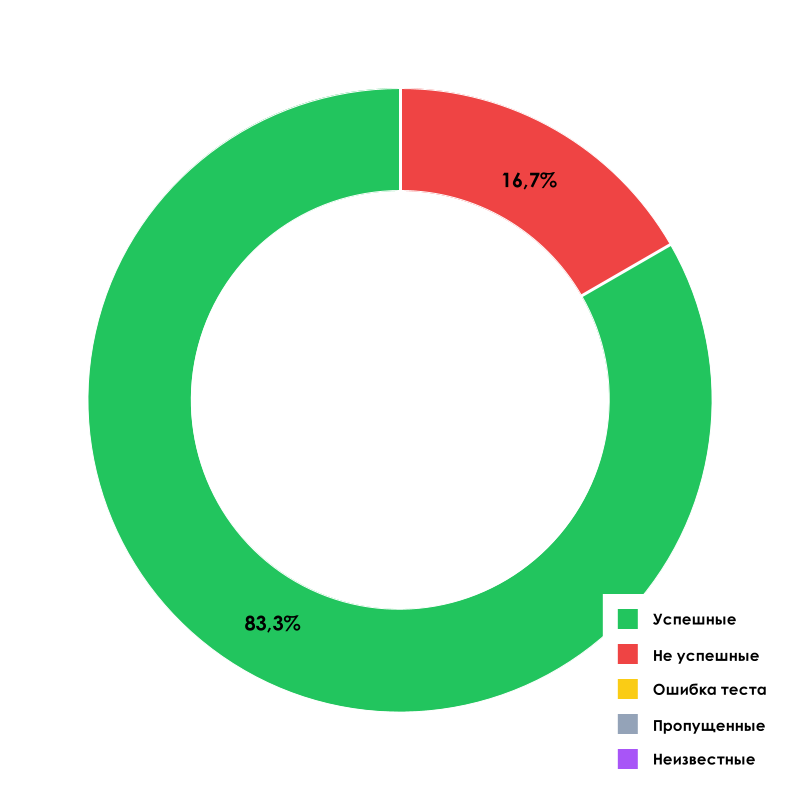 16,7%
83,3%
Успешные
Не успешные
Ошибка теста
Пропущенные
Неизвестные